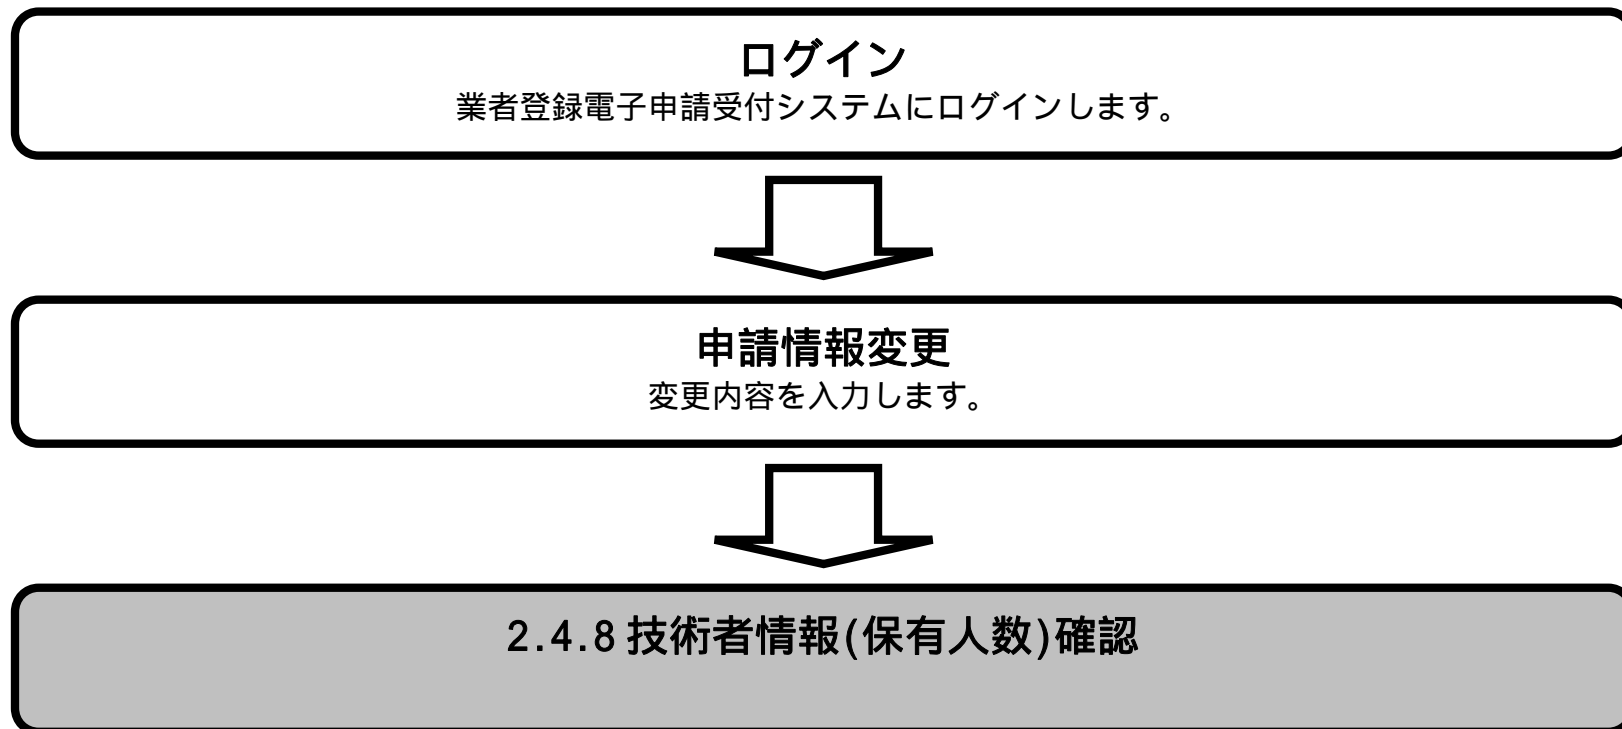 ログイン
業者登録電子申請受付システムにログインします。
申請情報変更
変更内容を入力します。
2.4.8 技術者情報(保有人数)確認